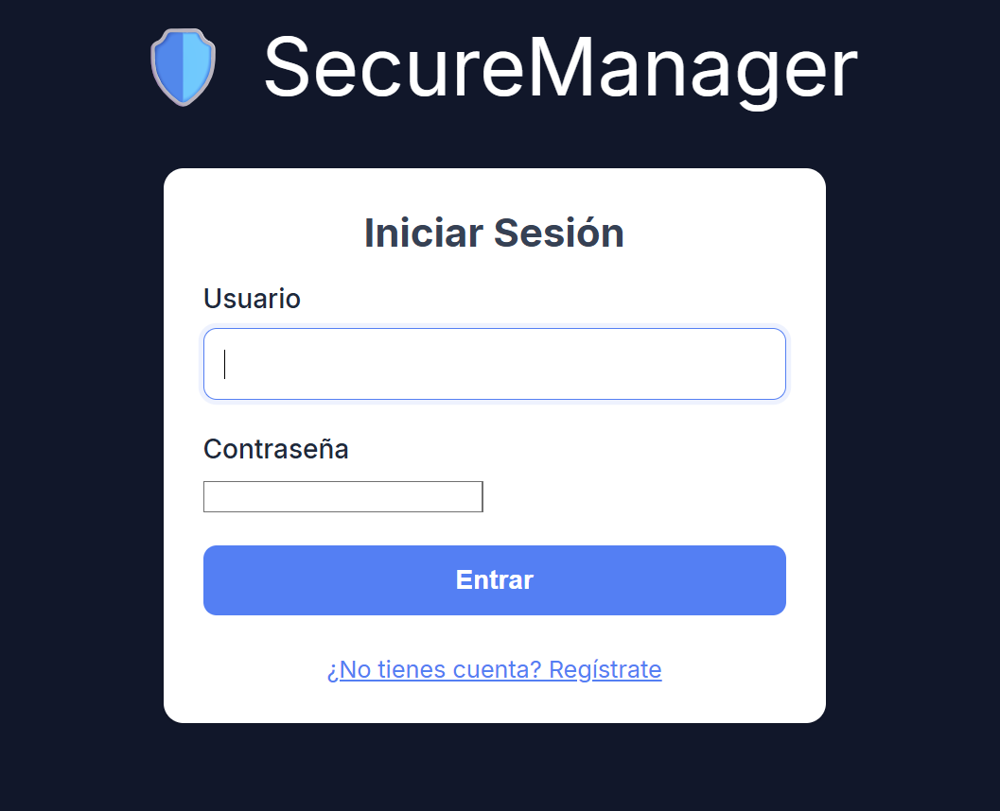 SecureManager
Iniciar Sesión
Usuario
Contraseña
Entrar
¿No tienes cuenta? Regístrate